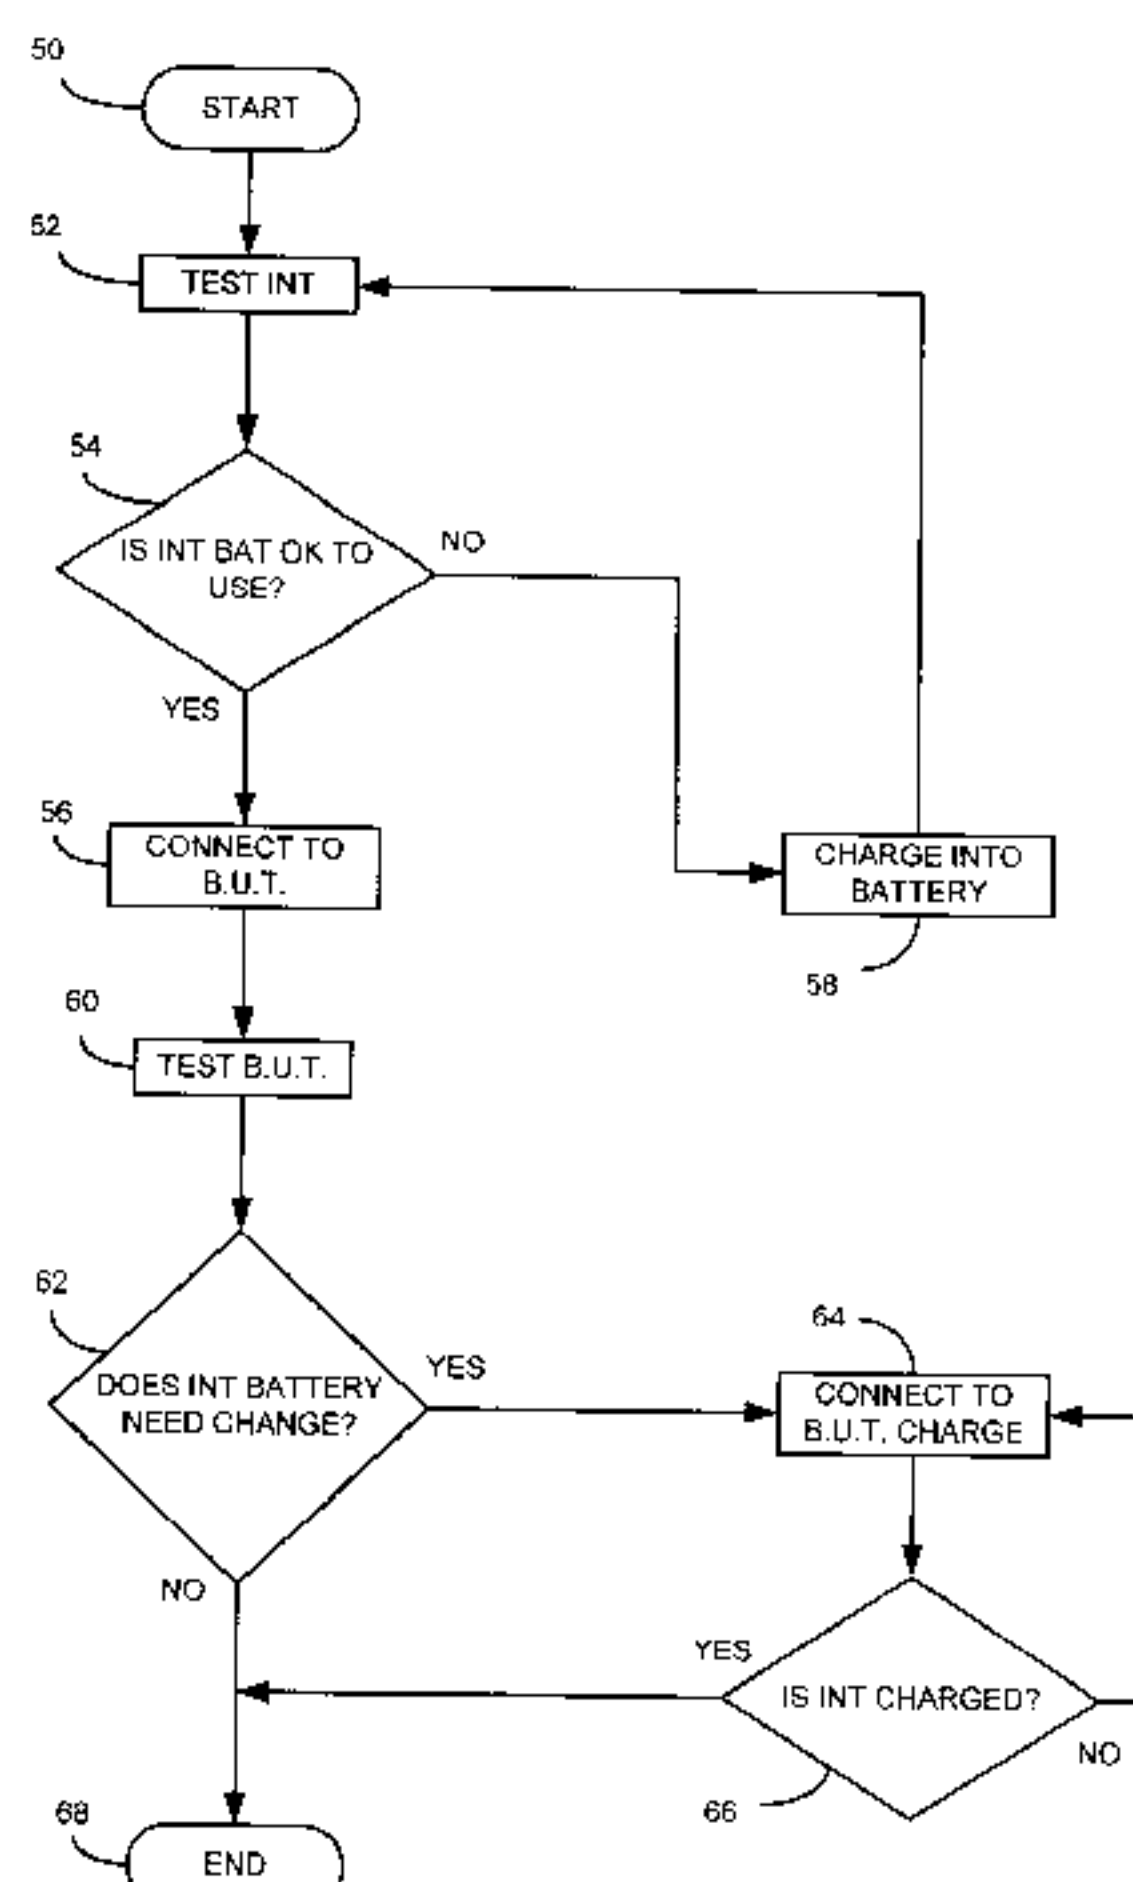 50
START
52
TEST INT
54
IS INT BAT OK TO
USE?
NO
YES
56
CONNECT TO
B.U.T.
CHARGE INTO
BATTERY
58
60
TEST B.U.T.
62
DOES INT BATTERY
NEED CHANGE?
YES
64
CONNECT TO
B.U.T. CHARGE
NO
YES
IS INT CHARGED?
NO
66
68
END